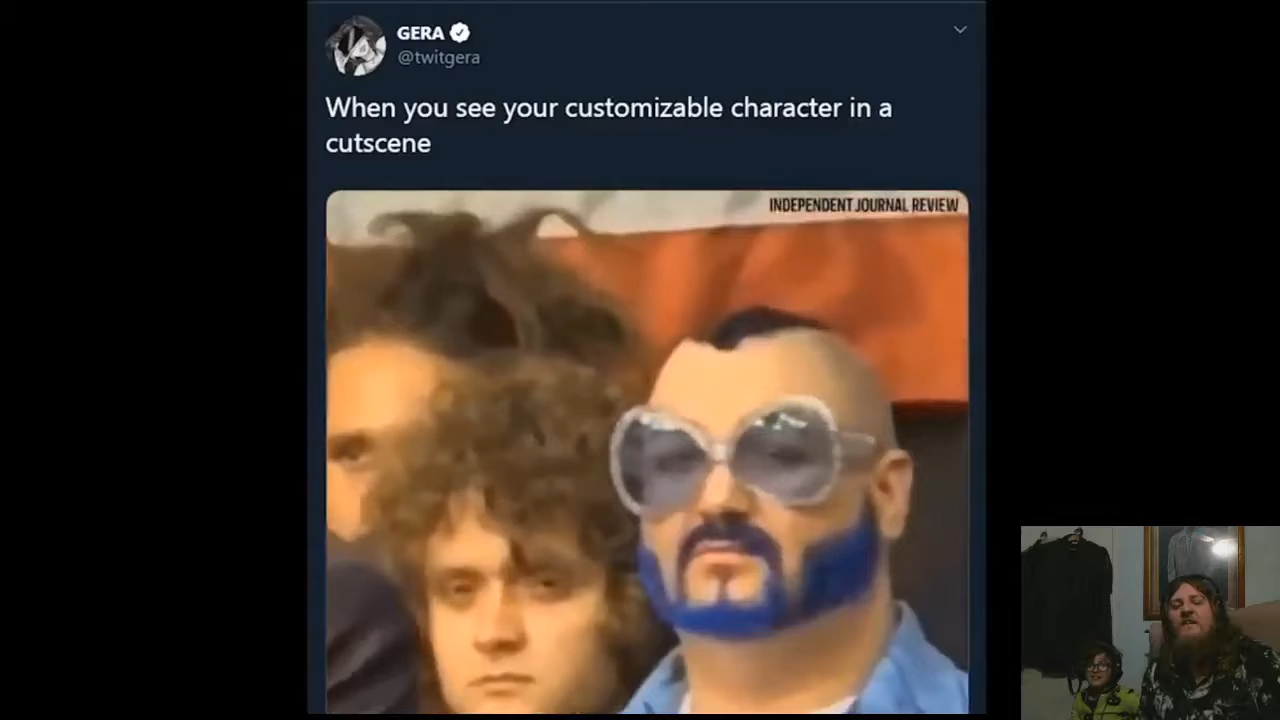 GERA
@twitgera
When you see your customizable character in a
cutscene
INDEPENDENT JOURNAL REVIEW